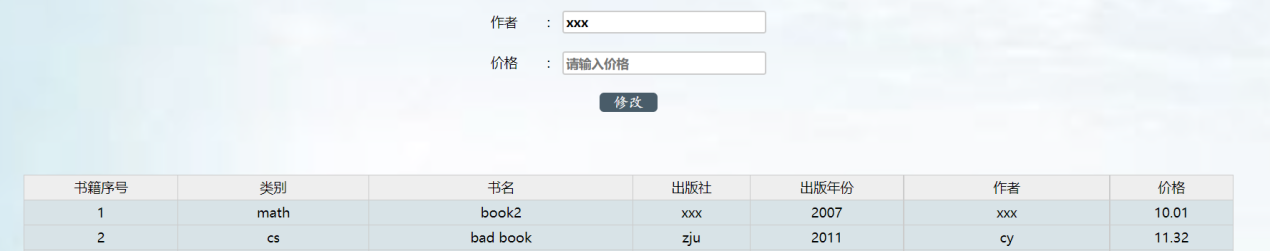 作者 : xxx
价格 : 请输入价格
修改
书籍序号 类别 书名 出版社 出版年份 作者 价格
1 math book2 xxx 2007 xxx 10.01
2 cs bad book zju 2011 cy 11.32